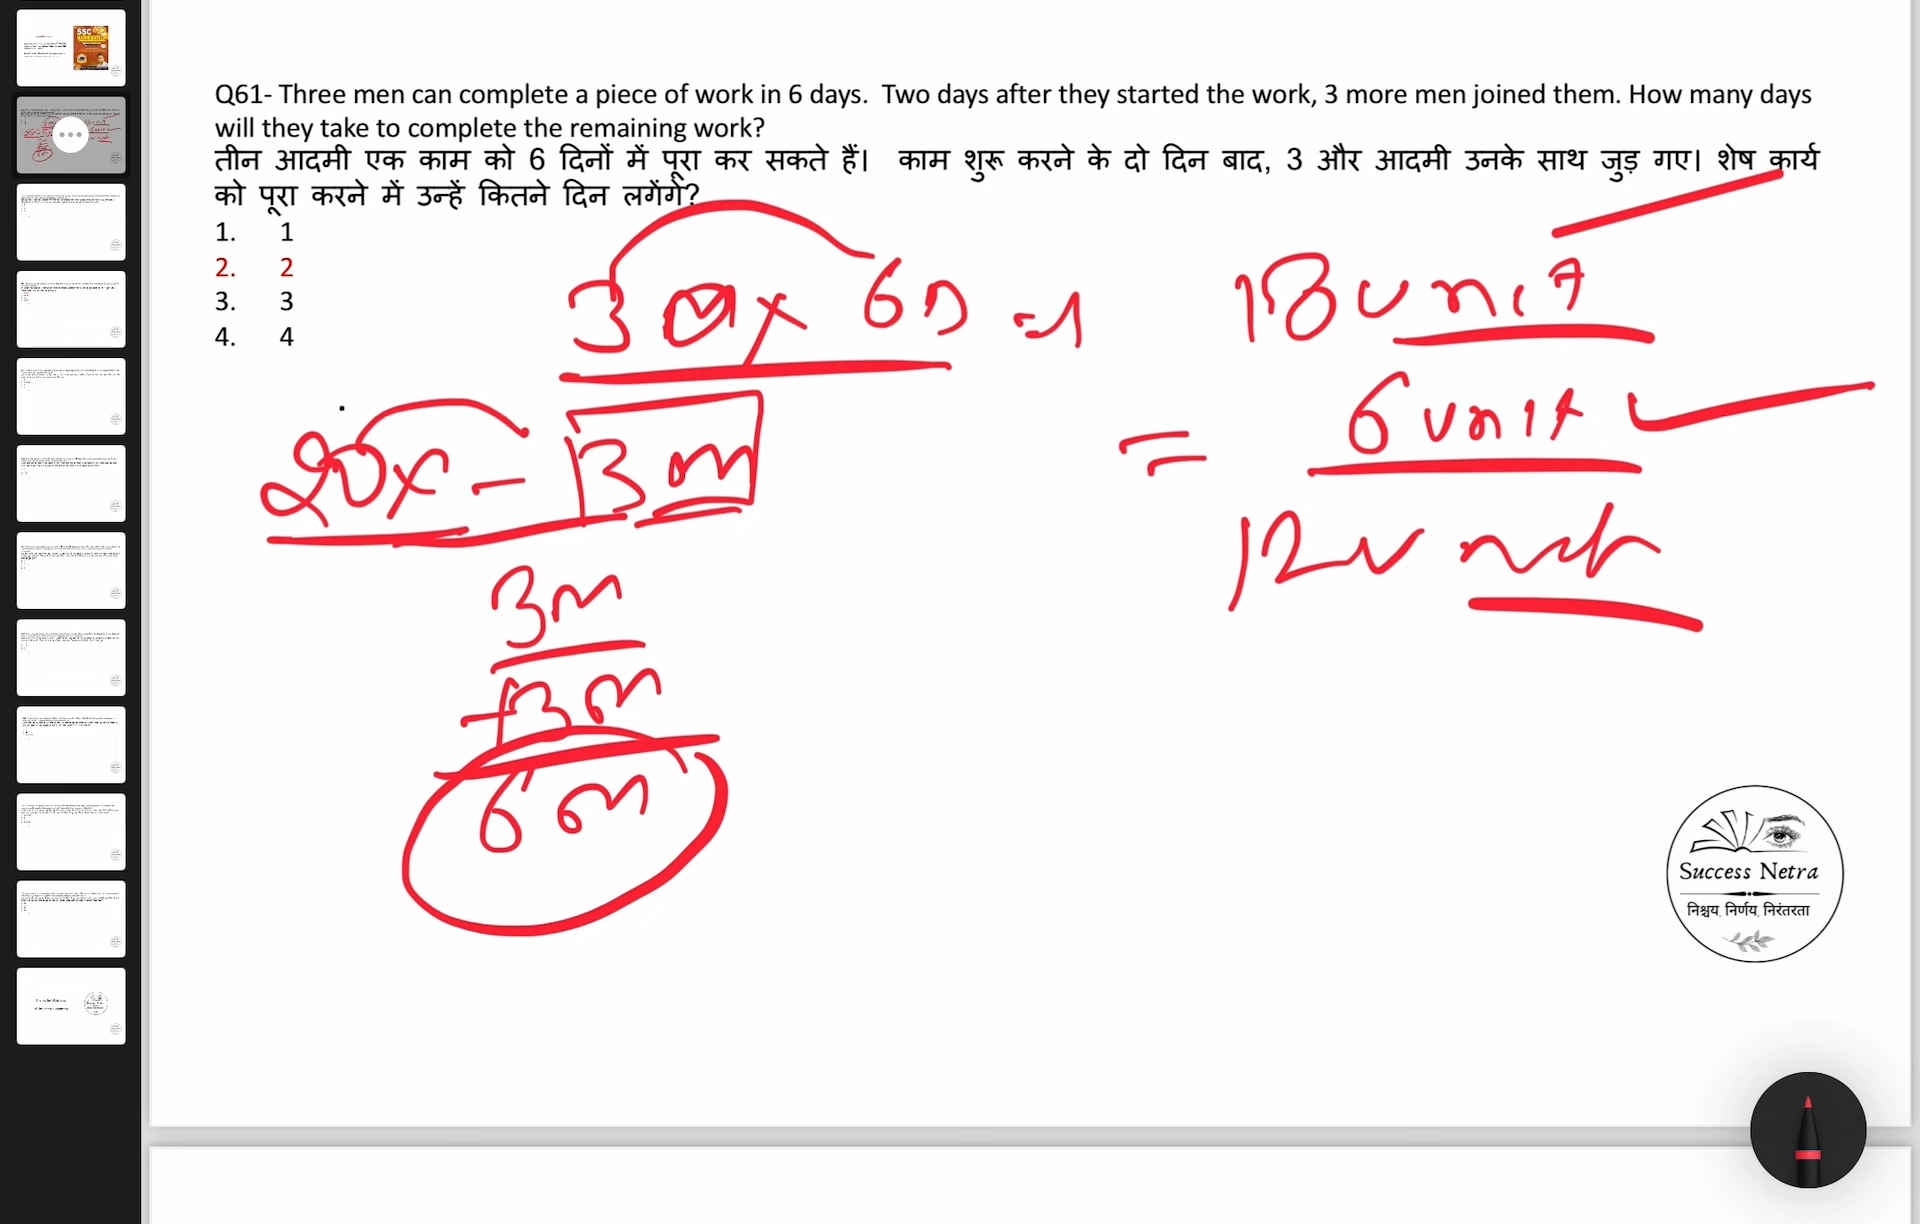 Q61- Three men can complete a piece of work in 6 days.  Two days after they started the work, 3 more men joined them. How many days
will they take to complete the remaining work?
तीन आदमी एक काम को 6 दिनों में पूरा कर सकते हैं।  काम शुरू करने के दो दिन बाद, 3 और आदमी उनके साथ जुड़ गए। शेष कार्य
को पूरा करने में उन्हें कितने दिन लगेंगे?
1. 1
2. 2
3. 3
4. 4
3 m x 6D = 18 unit
2D x - 3m = 6 unit
12 unit
3m
+3m
6m
Success Netra
निश्चय, निर्णय, निरंतरता